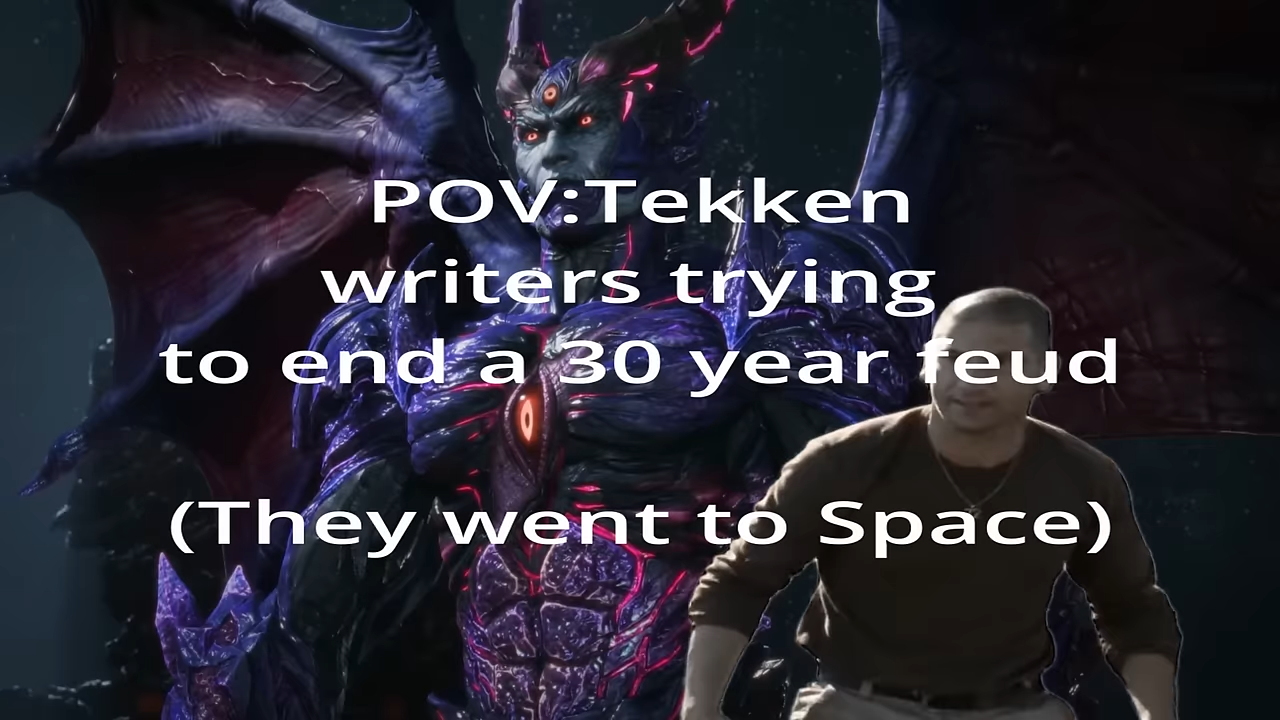 POV:Tekken
writers trying
to end a 30 year feud
(They went to Space)